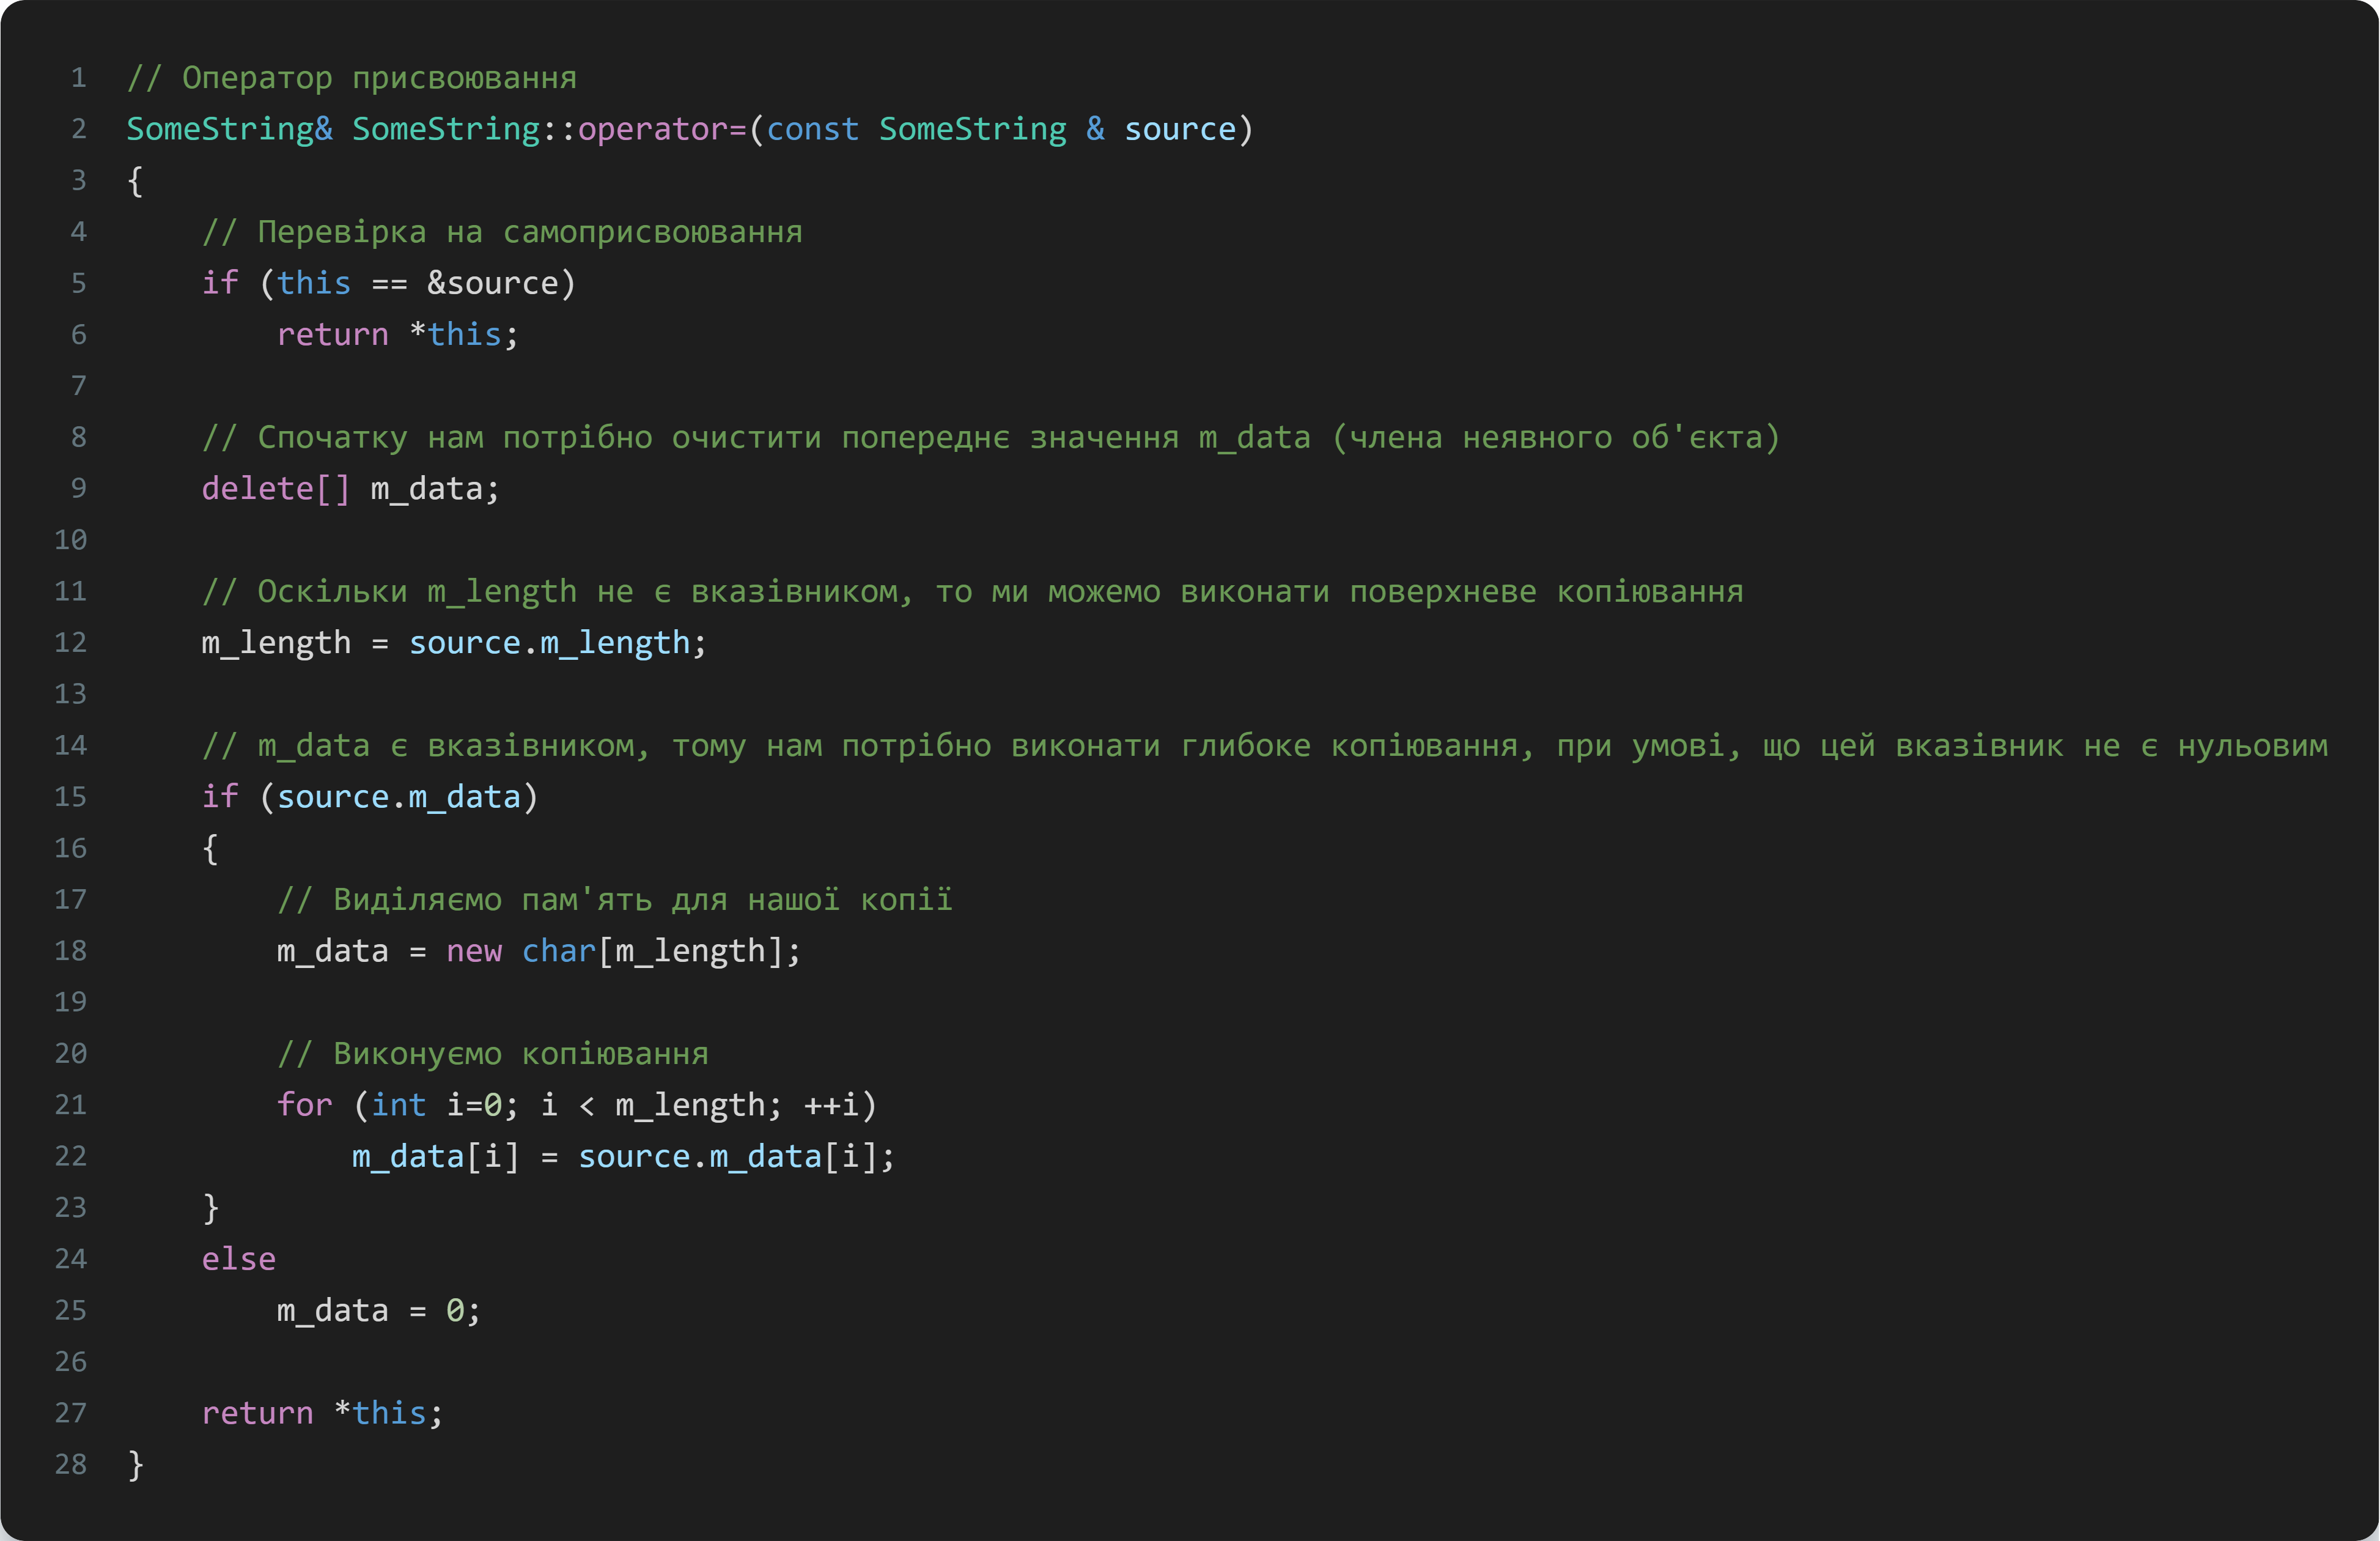 1 // Оператор присвоювання
2 SomeString& SomeString::operator=(const SomeString & source)
3 {
4     // Перевірка на самоприсвоювання
5     if (this == &source)
6         return *this;
7
8     // Спочатку нам потрібно очистити попереднє значення m_data (члена неявного об'єкта)
9     delete[] m_data;
10
11     // Оскільки m_length не є вказівником, то ми можемо виконати поверхневе копіювання
12     m_length = source.m_length;
13
14     // m_data є вказівником, тому нам потрібно виконати глибоке копіювання, при умові, що цей вказівник не є нульовим
15     if (source.m_data)
16     {
17         // Виділяємо пам'ять для нашої копії
18         m_data = new char[m_length];
19
20         // Виконуємо копіювання
21         for (int i=0; i < m_length; ++i)
22             m_data[i] = source.m_data[i];
23     }
24     else
25         m_data = 0;
26
27     return *this;
28 }